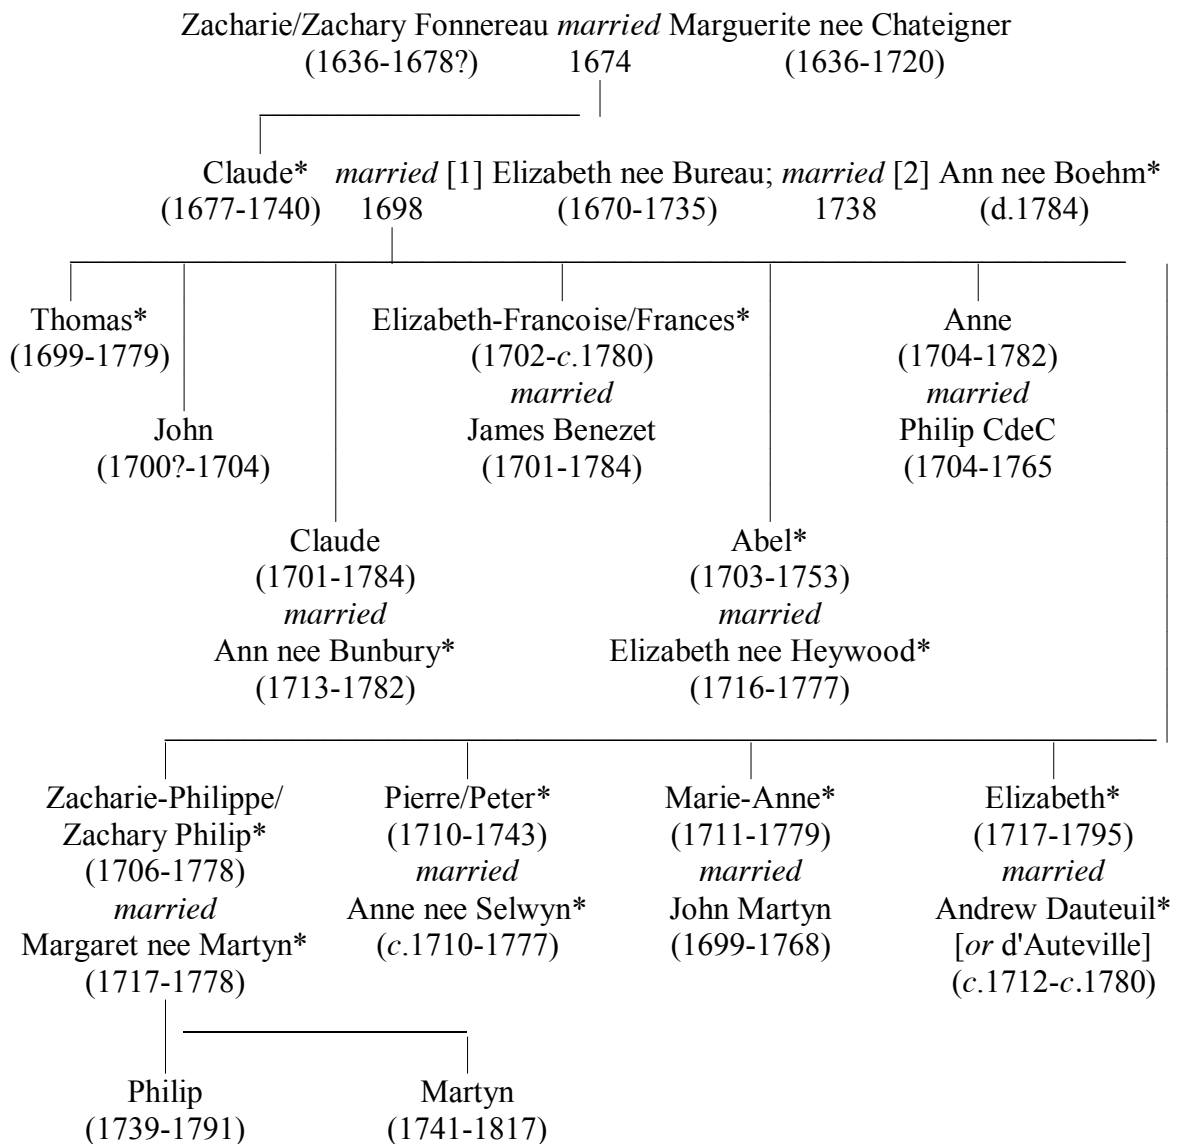 Zacharie/Zachary Fonnereau married Marguerite nee Chateigner
(1636-1678?) 1674 (1636-1720)
Claude* married [1] Elizabeth nee Bureau; married [2] Ann nee Boehm*
(1677-1740) 1698 (1670-1735) 1738 (d.1784)
Thomas* Elizabeth-Francoise/Frances* Anne
(1699-1779) (1702-c.1780) (1704-1782)
married married
John James Benezet Philip CdeC
(1700?-1704) (1701-1784) (1704-1765
Claude Abel*
(1701-1784) (1703-1753)
married married
Ann nee Bunbury* Elizabeth nee Heywood*
(1713-1782) (1716-1777)
Zacharie-Philippe/ Pierre/Peter* Marie-Anne* Elizabeth*
Zachary Philip* (1710-1743) (1711-1779) (1717-1795)
(1706-1778) married married married
married Anne nee Selwyn* John Martyn Andrew Dauteuil*
Margaret nee Martyn* (c.1710-1777) (1699-1768) [or d'Auteville]
(1717-1778) (c.1712-c.1780)
Philip Martyn
(1739-1791) (1741-1817)